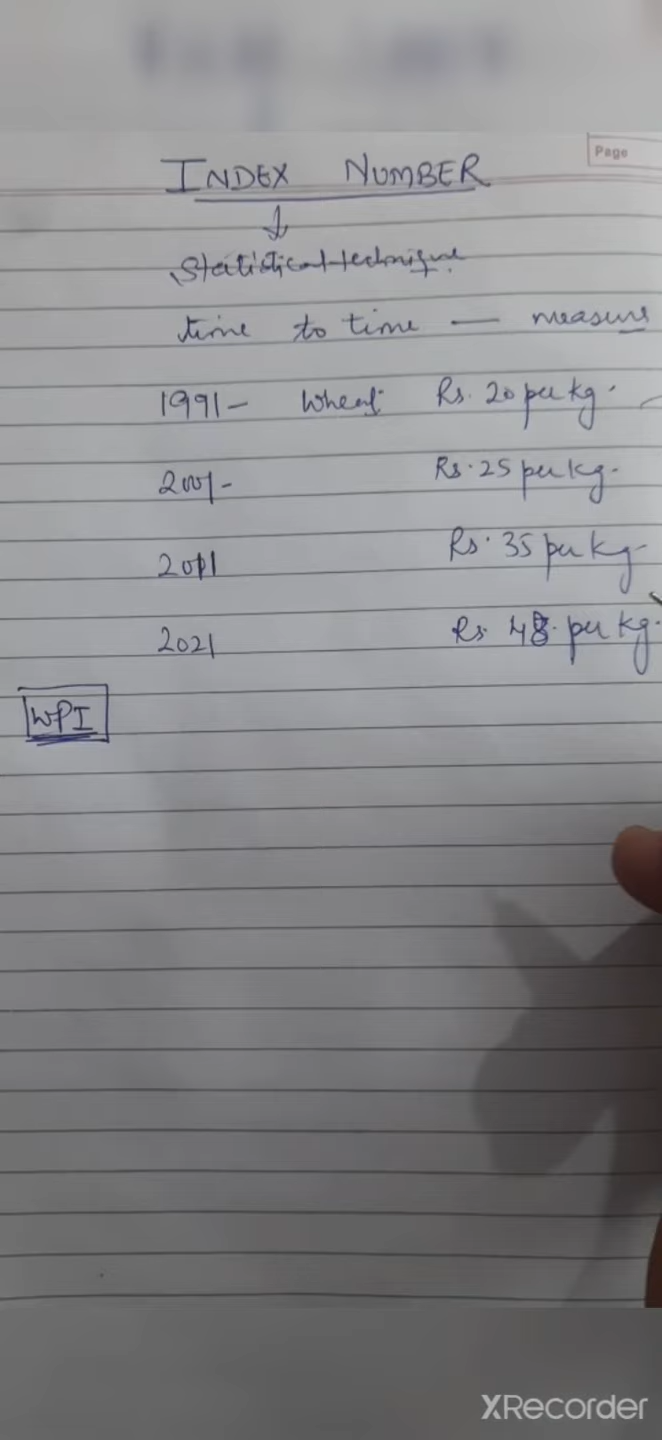 Page
INDEX NUMBER
↓
Statistical technique
time to time — measure
1991 - Wheat Rs. 20 per kg.
2001 - Rs. 25 per kg.
2011 Rs. 35 per kg
2021 Rs. 48 per kg.
WPI
XRecorder